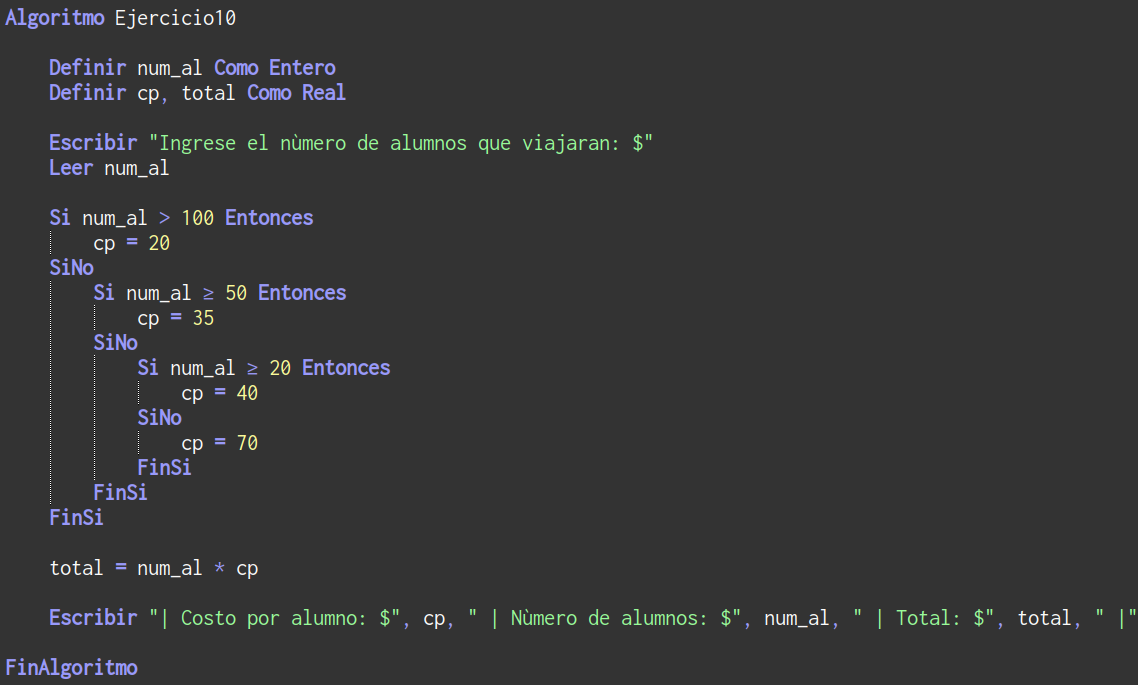 Algoritmo Ejercicio10
Definir num_al Como Entero
Definir cp, total Como Real
Escribir "Ingrese el nùmero de alumnos que viajaran: $"
Leer num_al
Si num_al > 100 Entonces
cp = 20
SiNo
Si num_al ≥ 50 Entonces
cp = 35
SiNo
Si num_al ≥ 20 Entonces
cp = 40
SiNo
cp = 70
FinSi
FinSi
FinSi
total = num_al * cp
Escribir "| Costo por alumno: $", cp, " | Nùmero de alumnos: $", num_al, " | Total: $", total, " |"
FinAlgoritmo